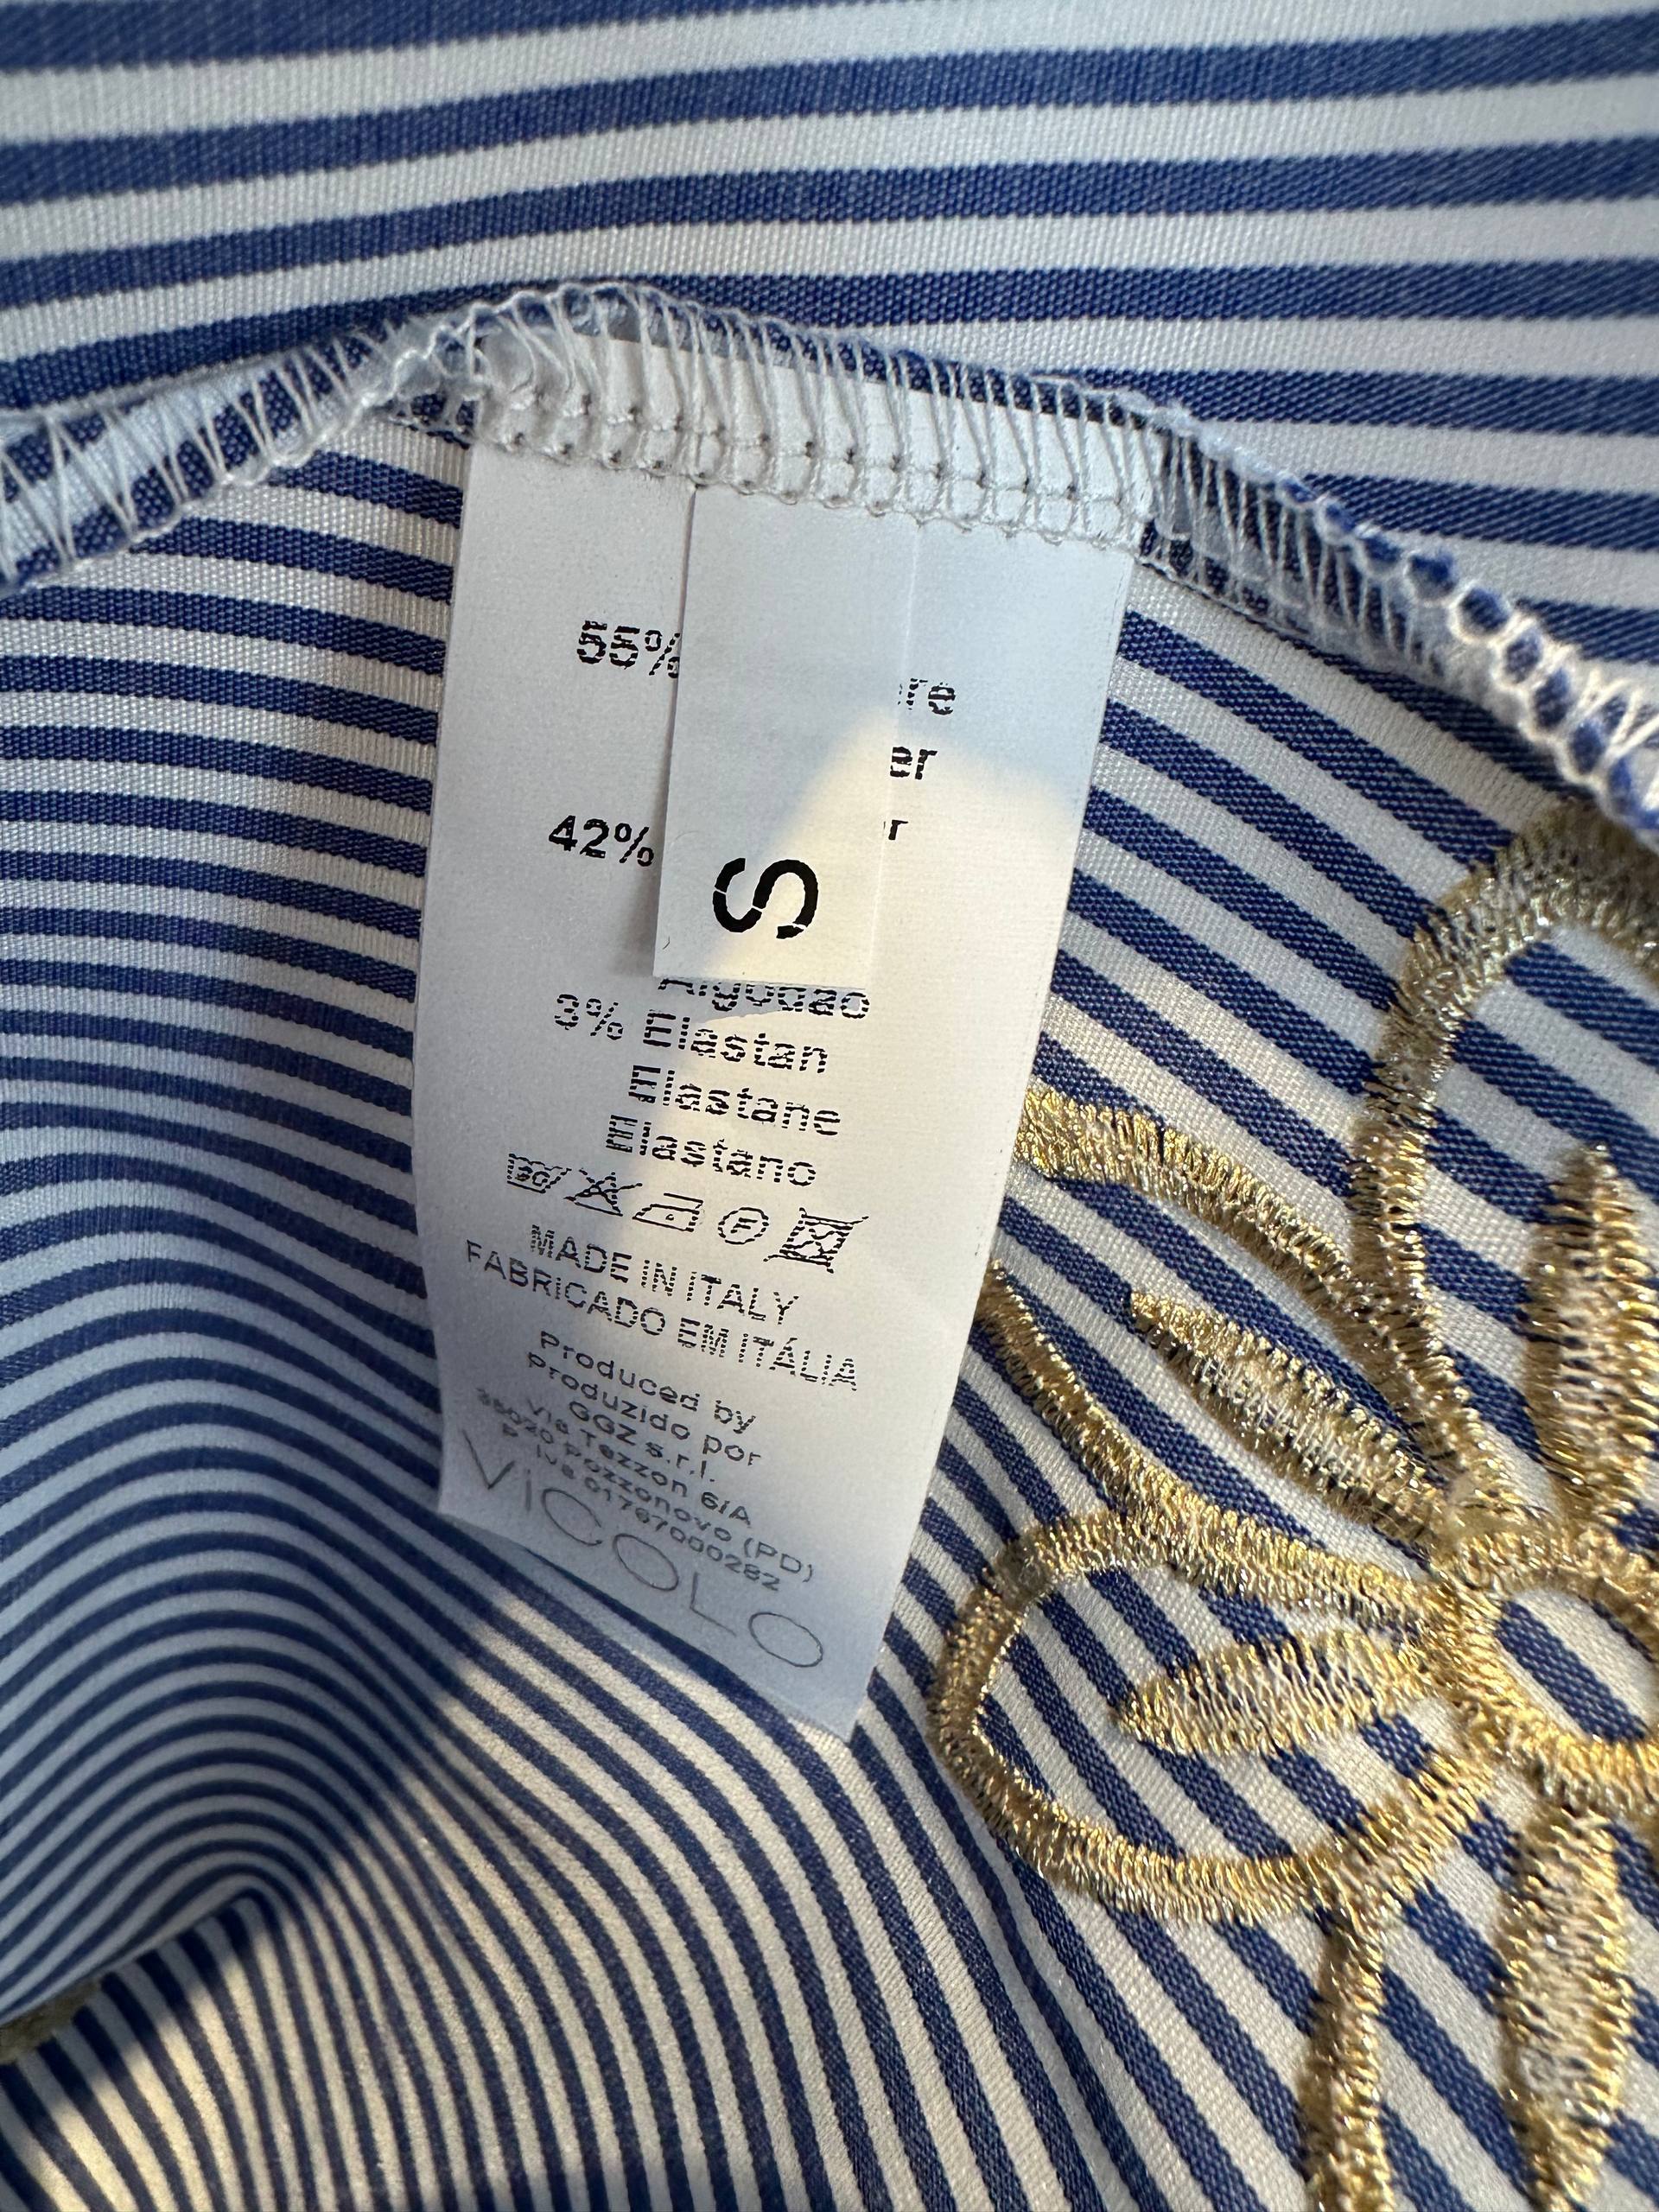 55%
42%
S
3% Elastan
Elastane
Elastano
MADE IN ITALY
FABRICADO EM ITÁLIA
Produced by
Produzido por
GGZ s.r.l.
Via Tezzon 6/A
35020 Pozzonovo (PD)
P. Iva 01767000282
VICOLO